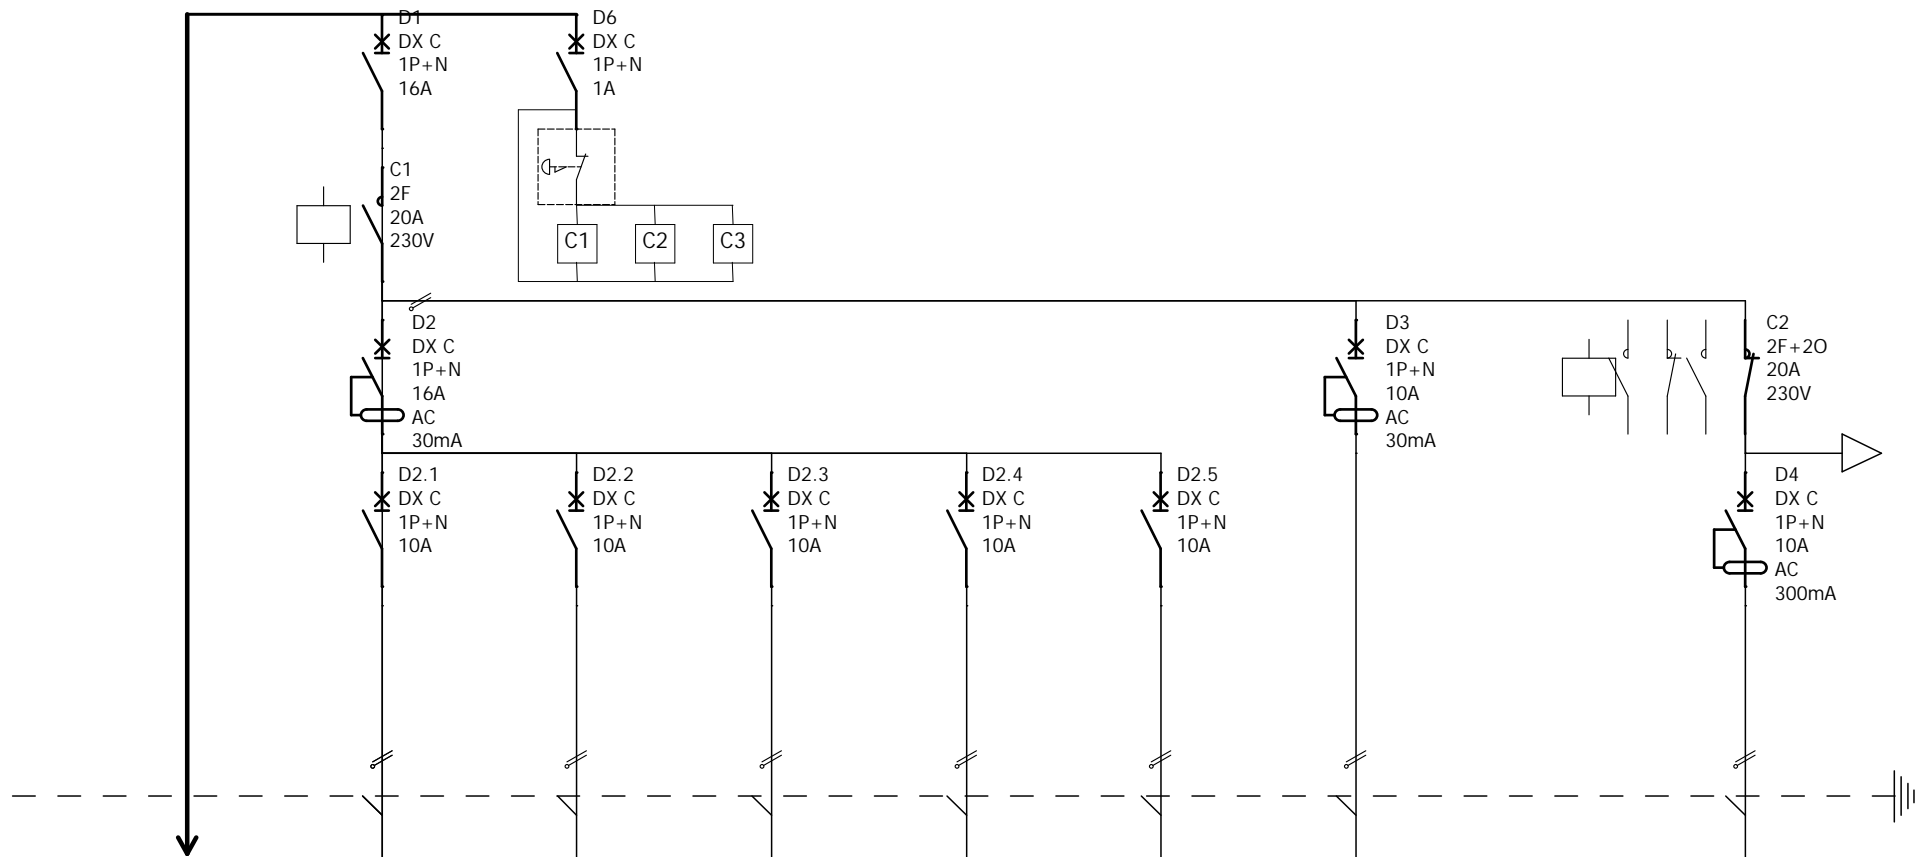 D1
DX C
1P+N
16A
D6
DX C
1P+N
1A
C1
2F
20A
230V
C1
C2
C3
D2
DX C
1P+N
16A
AC
30mA
D3
DX C
1P+N
10A
AC
30mA
C2
2F+2O
20A
230V
D2.1
DX C
1P+N
10A
D2.2
DX C
1P+N
10A
D2.3
DX C
1P+N
10A
D2.4
DX C
1P+N
10A
D2.5
DX C
1P+N
10A
D4
DX C
1P+N
10A
AC
300mA